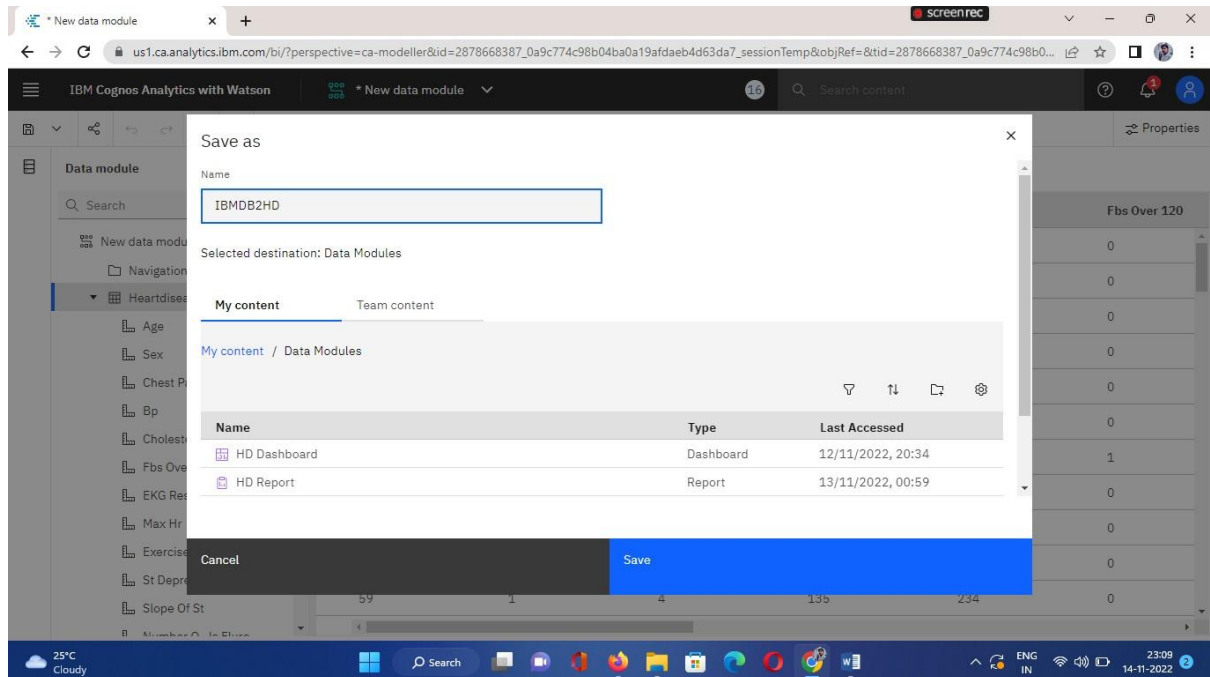 * New data module
screenrec
us1.ca.analytics.ibm.com/bi/?perspective=ca-modeller&id=2878668387_0a9c774c98b04ba0a19afdaeb4d63da7_sessionTemp&objRef=&tid=2878668387_0a9c774c98b0...
IBM Cognos Analytics with Watson
* New data module
16
Search content
1
Properties
Save as
Data module
Name
Search
IBMDB2HD
Fbs Over 120
New data modu
Selected destination: Data Modules
0
Navigation
0
Heartdisea
My content Team content
0
Age
Sex
My content / Data Modules
0
Chest Pa
0
Bp
0
Name Type Last Accessed
Cholest
HD Dashboard Dashboard 12/11/2022, 20:34
1
Fbs Ove
HD Report Report 13/11/2022, 00:59
EKG Res
0
Max Hr
0
Exercise
Cancel Save
0
St Depre
59 1 4 135 234 0
Slope Of St
25°C
Cloudy
Search
ENG
IN
23:09
14-11-2022
2